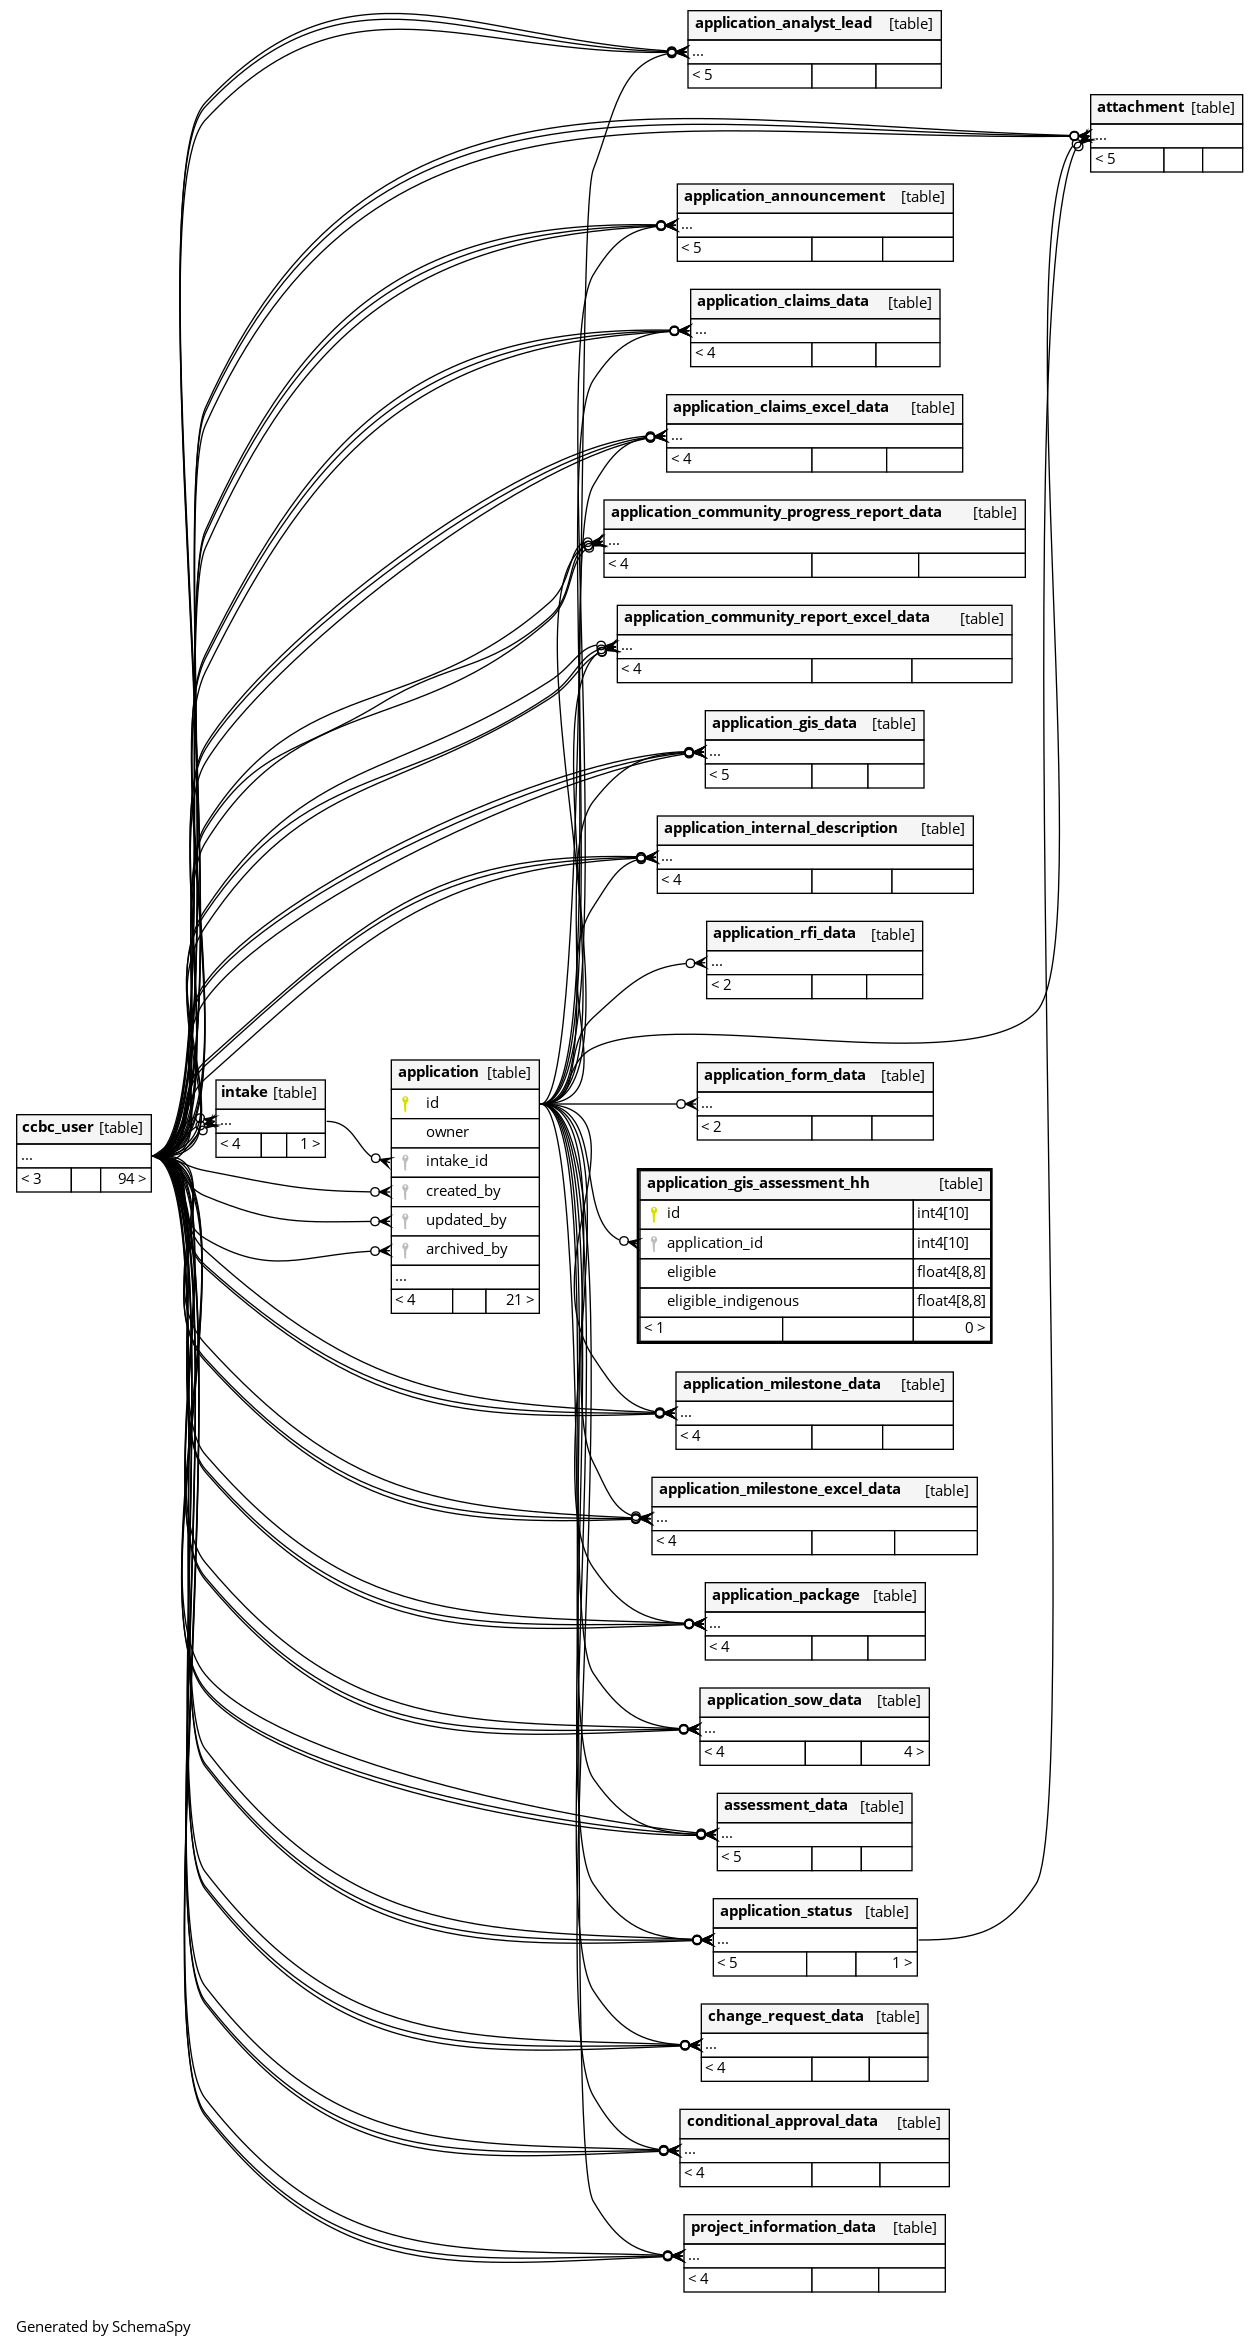 application_analyst_lead [table]
...
< 5
attachment [table]
...
< 5
application_announcement [table]
...
< 5
application_claims_data [table]
...
< 4
application_claims_excel_data [table]
...
< 4
application_community_progress_report_data [table]
...
< 4
application_community_report_excel_data [table]
...
< 4
application_gis_data [table]
...
< 5
application_internal_description [table]
...
< 4
application_rfi_data [table]
...
< 2
ccbc_user [table]
...
< 3 94 >
intake [table]
...
< 4 1 >
application [table]
id
owner
intake_id
created_by
updated_by
archived_by
...
< 4 21 >
application_form_data [table]
...
< 2
application_gis_assessment_hh [table]
id int4[10]
application_id int4[10]
eligible float4[8,8]
eligible_indigenous float4[8,8]
< 1 0 >
application_milestone_data [table]
...
< 4
application_milestone_excel_data [table]
...
< 4
application_package [table]
...
< 4
application_sow_data [table]
...
< 4 4 >
assessment_data [table]
...
< 5
application_status [table]
...
< 5 1 >
change_request_data [table]
...
< 4
conditional_approval_data [table]
...
< 4
project_information_data [table]
...
< 4
Generated by SchemaSpy